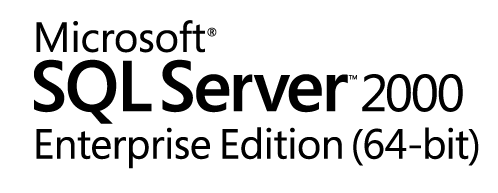 Microsoft®
SQL Server™ 2000
Enterprise Edition (64-bit)